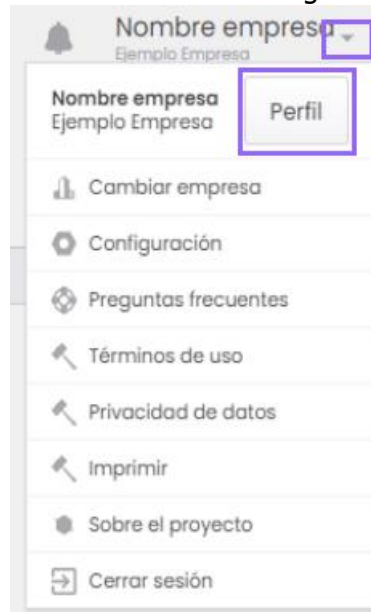 Nombre empresa
Ejemplo Empresa
Nombre empresa
Ejemplo Empresa
Perfil
Cambiar empresa
Configuración
Preguntas frecuentes
Términos de uso
Privacidad de datos
Imprimir
Sobre el proyecto
Cerrar sesión